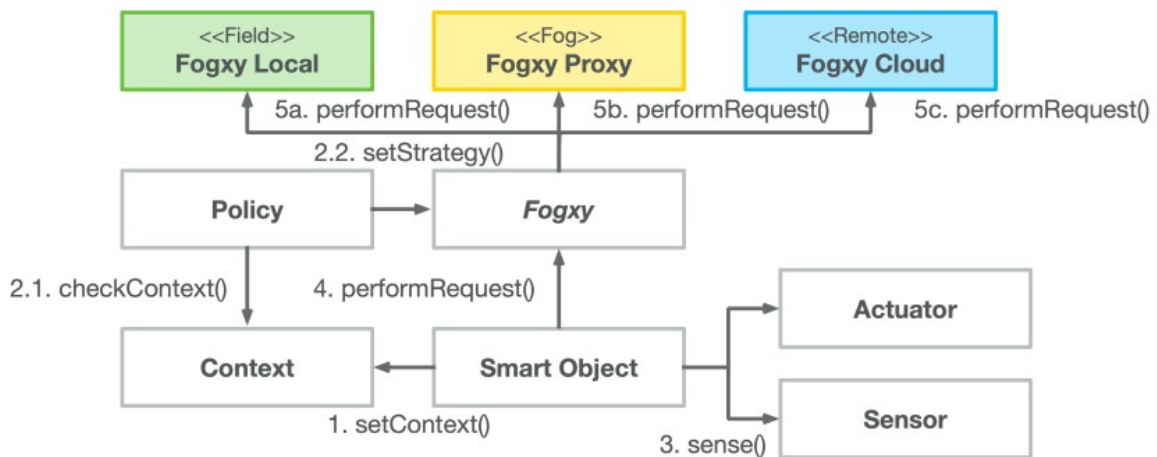 <<Field>>
Fogxy Local
<<Fog>>
Fogxy Proxy
<<Remote>>
Fogxy Cloud
5a. performRequest()
5b. performRequest()
5c. performRequest()
2.2. setStrategy()
Policy
Fogxy
2.1. checkContext()
4. performRequest()
Actuator
Context
Smart Object
1. setContext()
Sensor
3. sense()